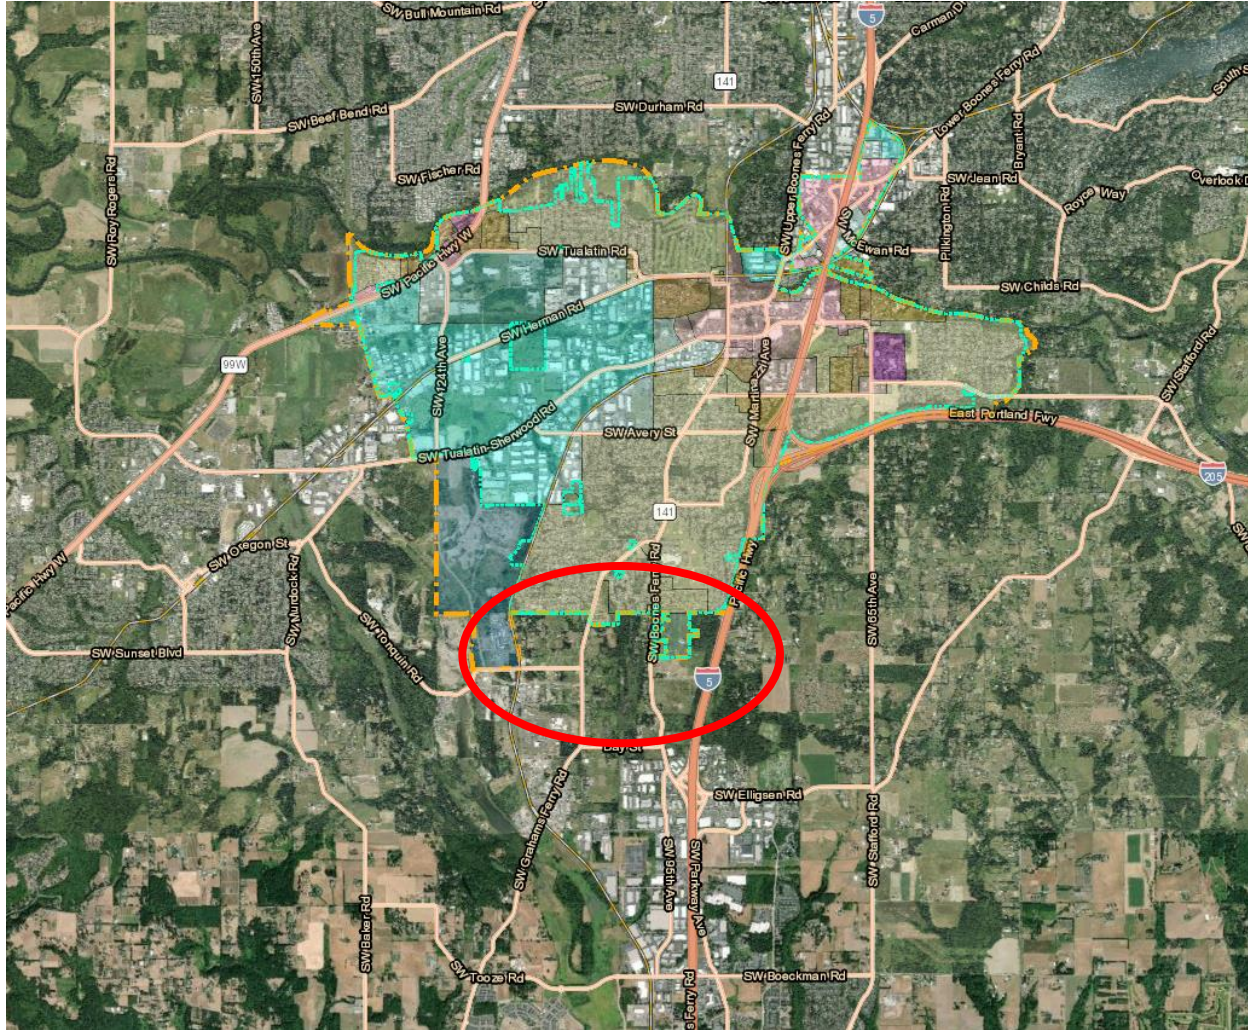 SW Bull Mountain Rd
5
Carman D
SW 150th Ave
141
SW Beef Bend Rd
SW Durham Rd
SW Upper Boones Ferry Rd
Lower Boones Ferry Rd
South S
Bryant Rd
SW Fischer Rd
SW Jean Rd
Overlook D
SW Roy Rogers Rd
Royce Way
Pilkington Rd
SW McEwan Rd
SW Tualatin Rd
SW Pacific Hwy W
SW Childs Rd
SW Herman Rd
99W
SW 124th Ave
SW Martinazzi Ave
SW Stafford Rd
East Portland Fwy
SW Avery St
SW Tualatin-Sherwood Rd
205
141
SW Oregon St
Pacific Hwy W
SW Murdock Rd
Pacific Hwy
SW Boones Ferry Rd
SW 65th Ave
SW Tonquin Rd
SW Sunset Blvd
5
Day St
SW Elligsen Rd
SW Grahams Ferry Rd
SW 95th Ave
SW Parkway Ave
SW Stafford Rd
SW Baker Rd
SW Tooze Rd
SW Boeckman Rd
s Ferry Rd